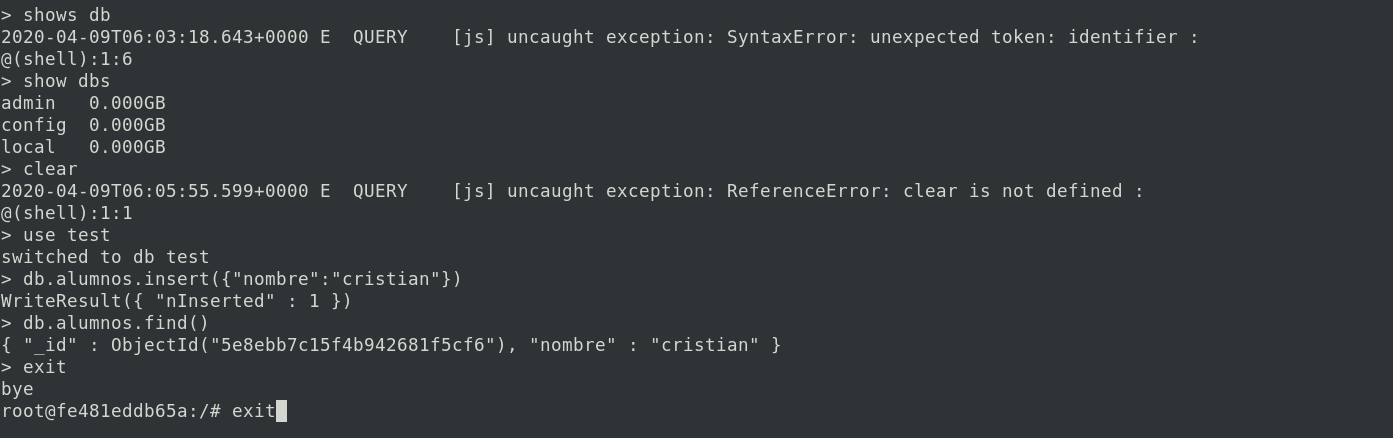 > shows db
2020-04-09T06:03:18.643+0000 E  QUERY    [js] uncaught exception: SyntaxError: unexpected token: identifier :
@(shell):1:6
> show dbs
admin   0.000GB
config  0.000GB
local   0.000GB
> clear
2020-04-09T06:05:55.599+0000 E  QUERY    [js] uncaught exception: ReferenceError: clear is not defined :
@(shell):1:1
> use test
switched to db test
> db.alumnos.insert({"nombre":"cristian"})
WriteResult({ "nInserted" : 1 })
> db.alumnos.find()
{ "_id" : ObjectId("5e8ebb7c15f4b942681f5cf6"), "nombre" : "cristian" }
> exit
bye
root@fe481eddb65a:/# exit